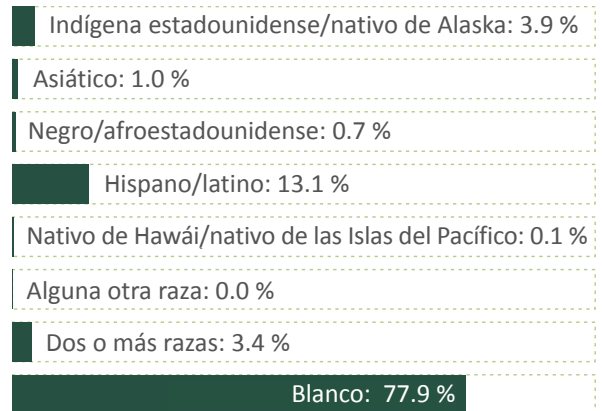 Indígena estadounidense/nativo de Alaska: 3.9 %
Asiático: 1.0 %
Negro/afroestadounidense: 0.7 %
Hispano/latino: 13.1 %
Nativo de Hawái/nativo de las Islas del Pacífico: 0.1 %
Alguna otra raza: 0.0 %
Dos o más razas: 3.4 %
Blanco: 77.9 %